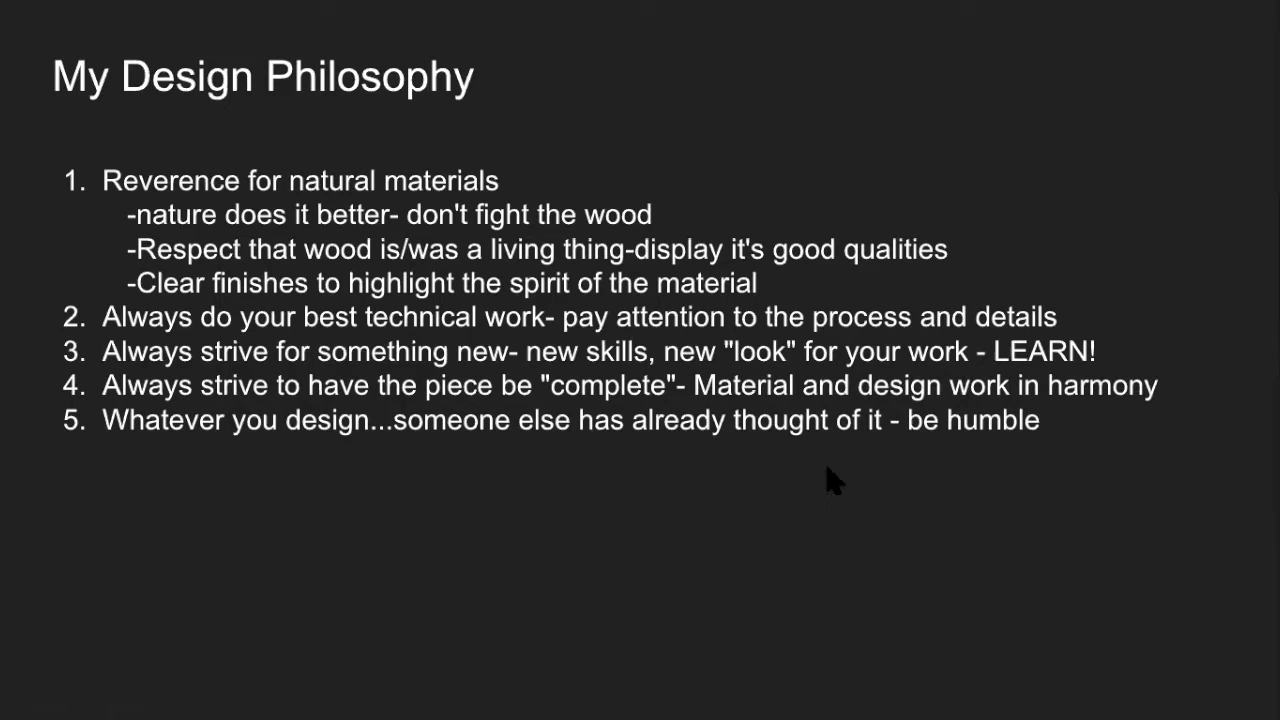 My Design Philosophy
1. Reverence for natural materials
-nature does it better- don't fight the wood
-Respect that wood is/was a living thing-display it's good qualities
-Clear finishes to highlight the spirit of the material
2. Always do your best technical work- pay attention to the process and details
3. Always strive for something new- new skills, new "look" for your work - LEARN!
4. Always strive to have the piece be "complete"- Material and design work in harmony
5. Whatever you design...someone else has already thought of it - be humble